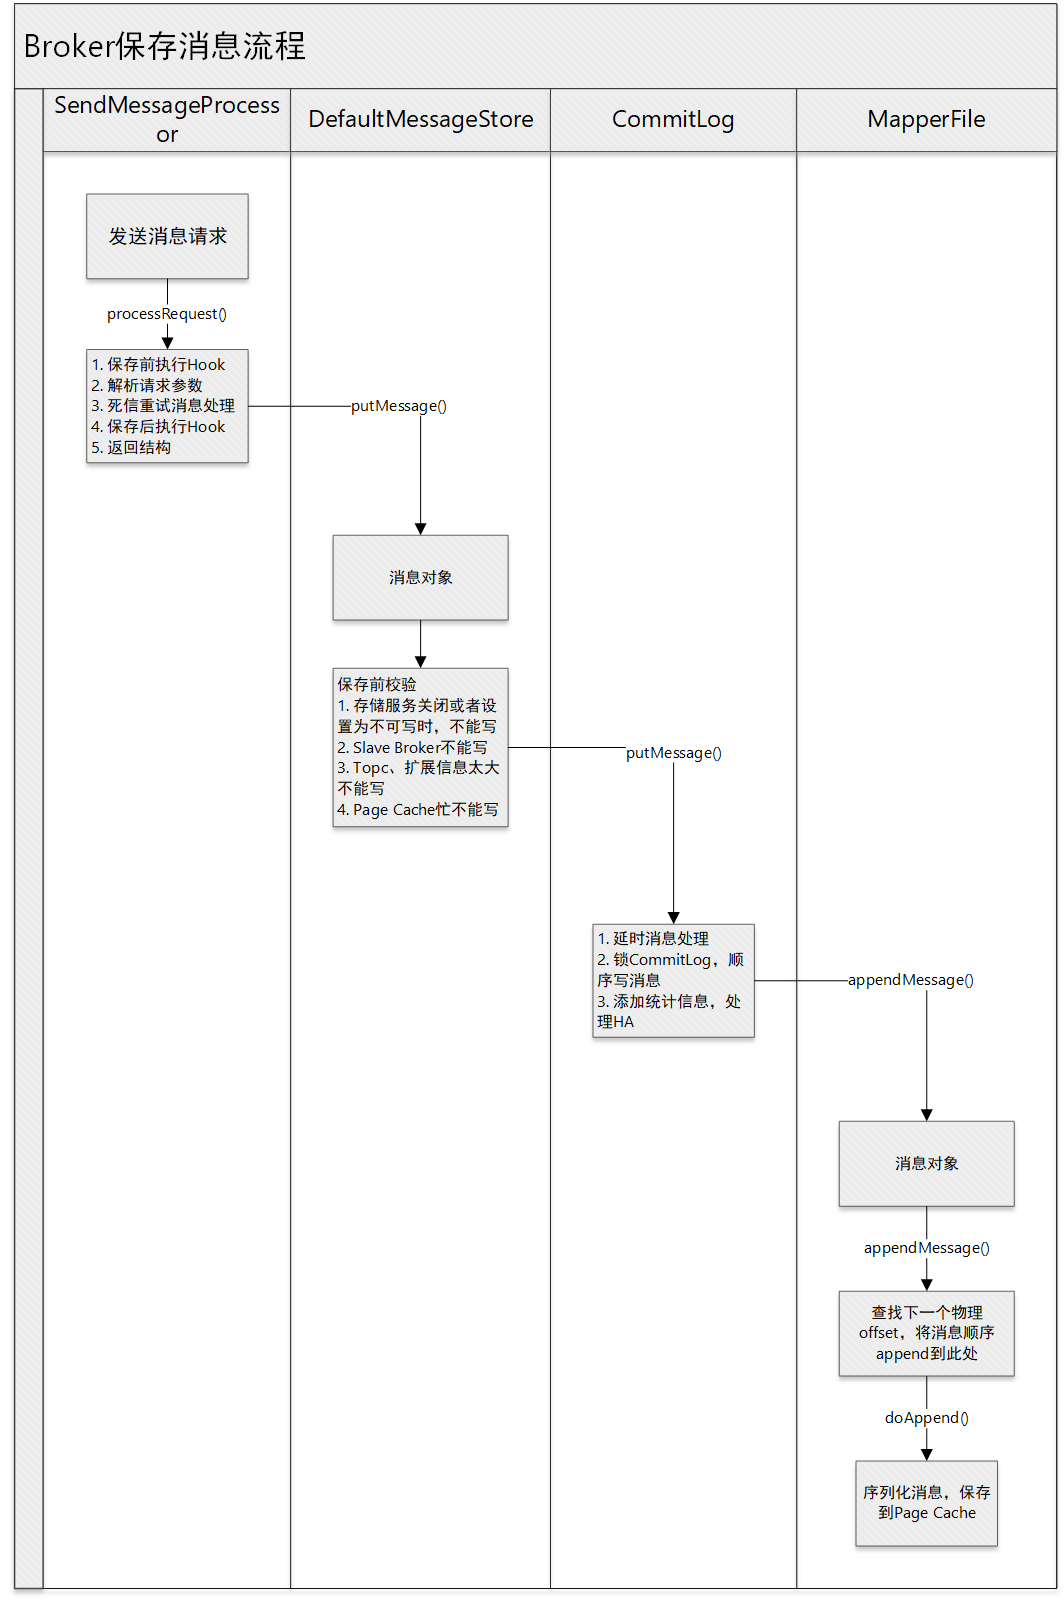 Broker保存消息流程
SendMessageProcess
or
DefaultMessageStore
CommitLog
MapperFile
发送消息请求
processRequest()
1. 保存前执行Hook
2. 解析请求参数
3. 死信重试消息处理
4. 保存后执行Hook
5. 返回结构
putMessage()
消息对象
保存前校验
1. 存储服务关闭或者设
置为不可写时，不能写
2. Slave Broker不能写
3. Topc、扩展信息太大
不能写
4. Page Cache忙不能写
putMessage()
1. 延时消息处理
2. 锁CommitLog，顺
序写消息
3. 添加统计信息，处
理HA
appendMessage()
消息对象
appendMessage()
查找下一个物理
offset，将消息顺序
append到此处
doAppend()
序列化消息，保存
到Page Cache